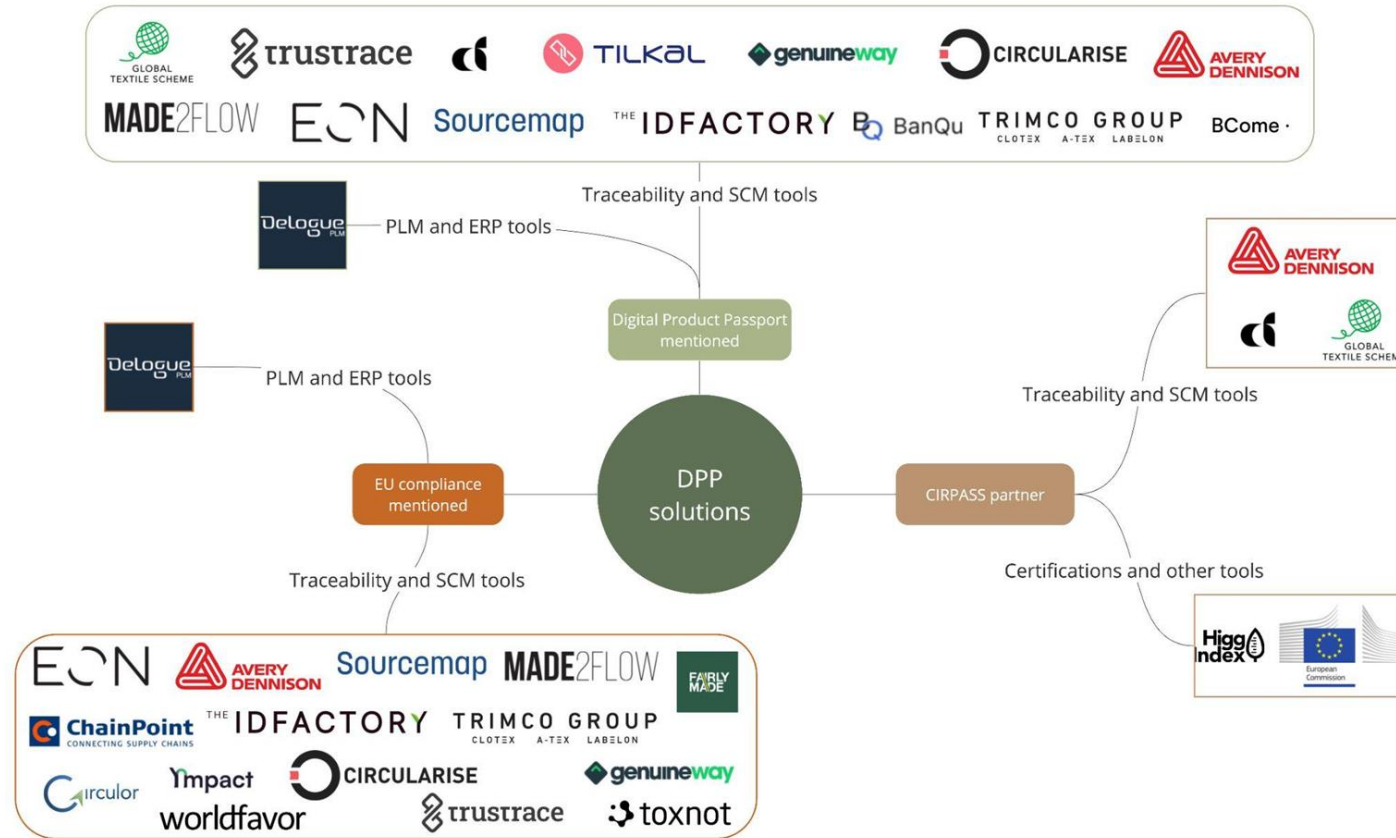 GLOBAL
TEXTILE SCHEME
trustrace
TILKAL
genuineway
CIRCULARISE
AVERY
DENNISON
MADE2FLOW
EON
Sourcemap
THE IDFACTORY
BQ BanQu
TRIMCO GROUP
CLOTEX A-TEX LABELON
BCome ·
Traceability and SCM tools
Delogue
PLM
PLM and ERP tools
Digital Product Passport
mentioned
Delogue
PLM
PLM and ERP tools
EU compliance
mentioned
DPP
solutions
CIRPASS partner
AVERY
DENNISON
GLOBAL
TEXTILE SCHEM
Traceability and SCM tools
Certifications and other tools
Higg
Index
European
Commission
Traceability and SCM tools
EON
AVERY
DENNISON
Sourcemap
MADE2FLOW
FAIRLY
MADE
ChainPoint
CONNECTING SUPPLY CHAINS
THE IDFACTORY
TRIMCO GROUP
CLOTEX A-TEX LABELON
Circulor
Ympact
CIRCULARISE
genuineway
worldfavor
trustrace
toxnot